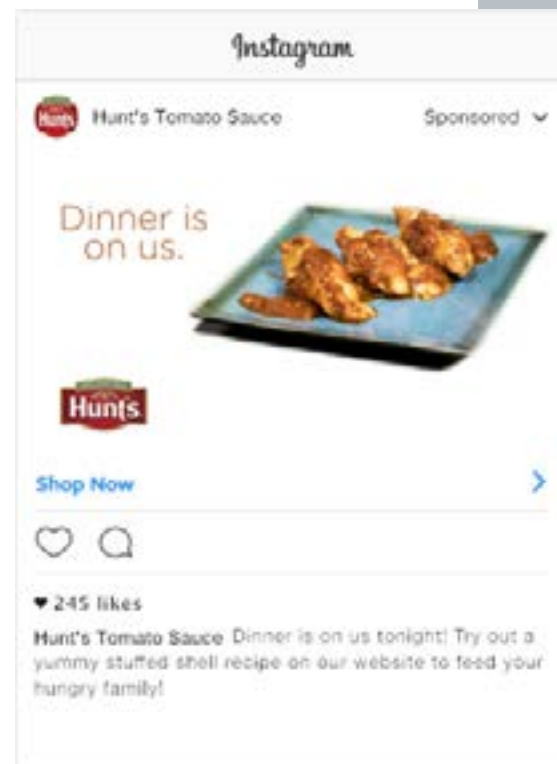 Instagram
Hunt's
Hunt's Tomato Sauce
Sponsored
Dinner is
on us.
Hunt's
Shop Now
245 likes
Hunt's Tomato Sauce Dinner is on us tonight! Try out a
yummy stuffed shell recipe on our website to feed your
hungry family!